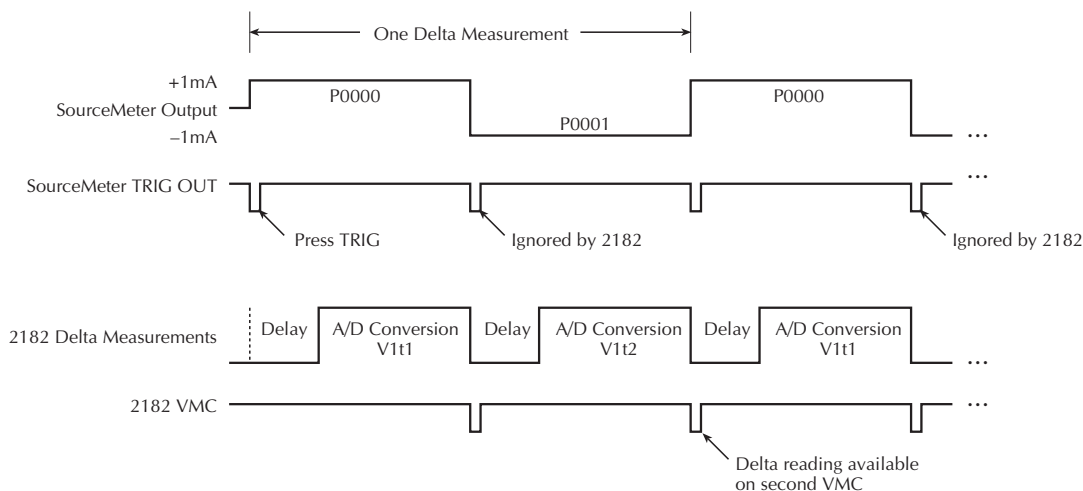 One Delta Measurement
+1mA
SourceMeter Output
–1mA
P0000
P0001
P0000
...
SourceMeter TRIG OUT
...
Press TRIG
Ignored by 2182
Ignored by 2182
2182 Delta Measurements
Delay
A/D Conversion
V1t1
Delay
A/D Conversion
V1t2
Delay
A/D Conversion
V1t1
...
2182 VMC
...
Delta reading available
on second VMC